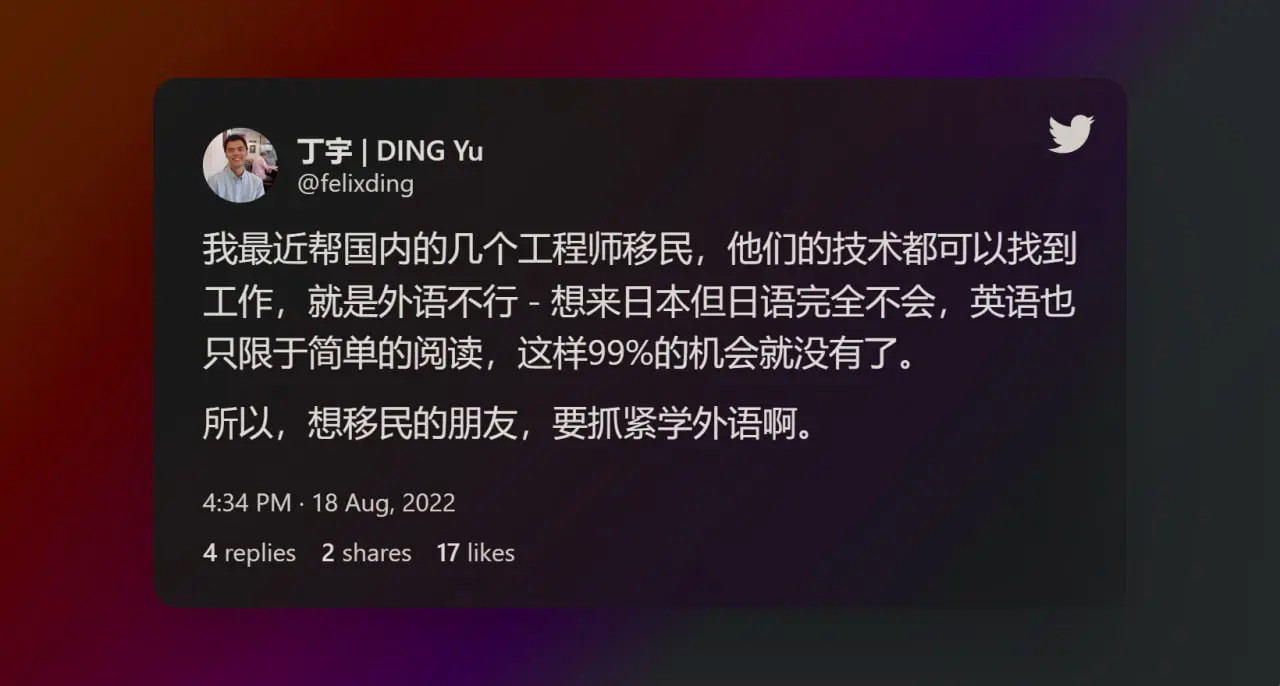 丁宇 | DING Yu
@felixding
我最近帮国内的几个工程师移民，他们的技术都可以找到
工作，就是外语不行 - 想来日本但日语完全不会，英语也
只限于简单的阅读，这样99%的机会就没有了。
所以，想移民的朋友，要抓紧学外语啊。
4:34 PM · 18 Aug, 2022
4 replies 2 shares 17 likes